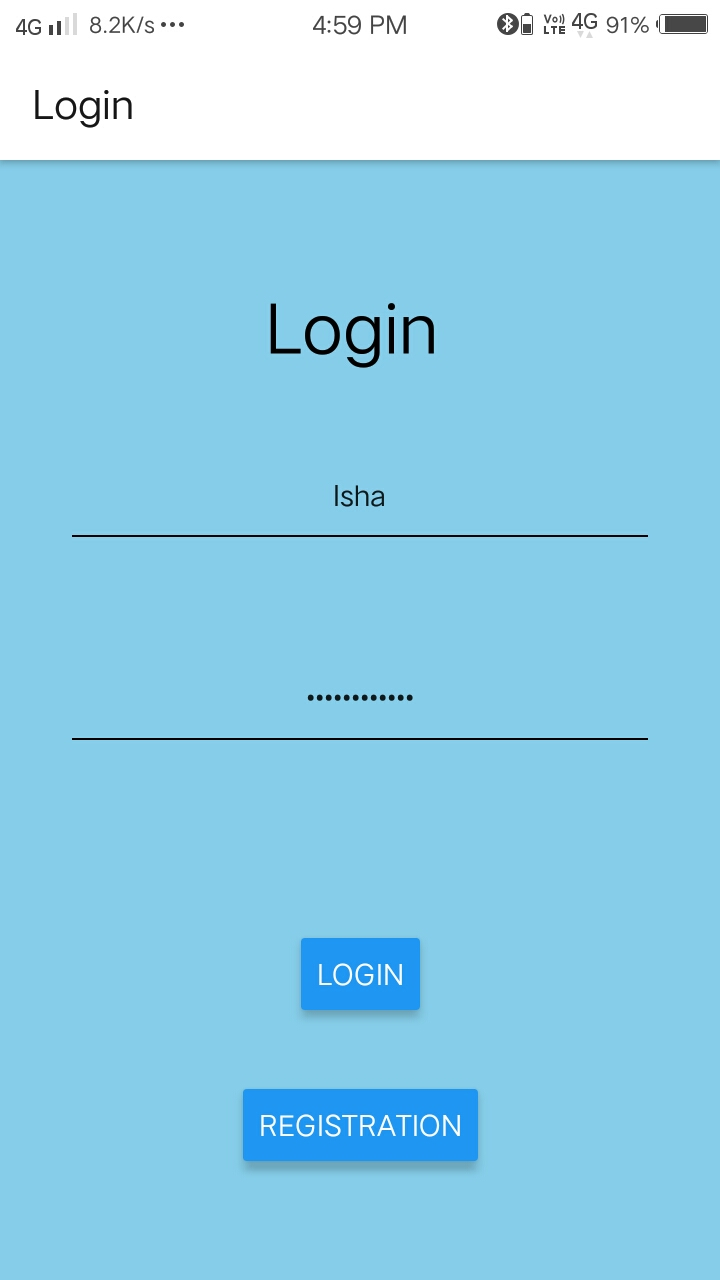 4G 8.2K/s ••• 4:59 PM Vo)) LTE 4G 91%
Login
Login
Isha
••••••••••••
LOGIN
REGISTRATION